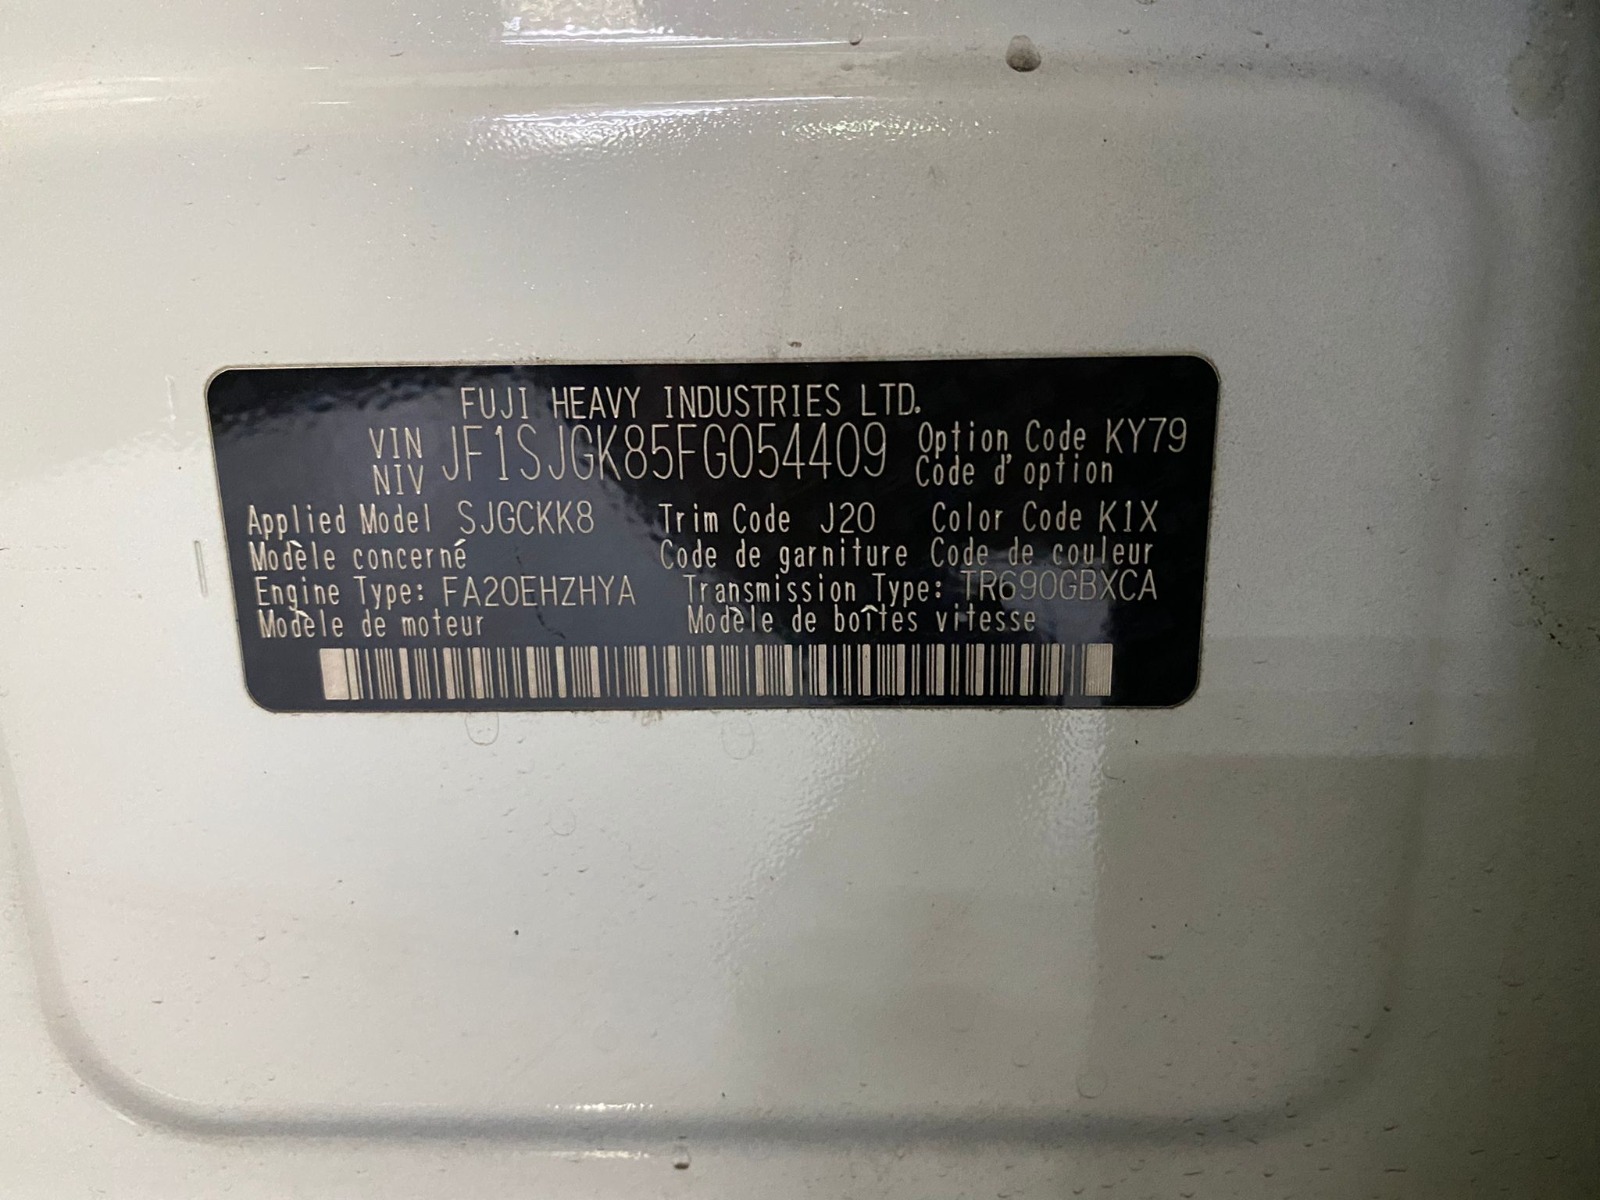 FUJI HEAVY INDUSTRIES LTD.
VIN JF1SJGK85FG054409 Option Code KY79
NIV Code d'option
Applied Model SJGCKK8 Trim Code J20 Color Code K1X
Modèle concerné Code de garniture Code de couleur
Engine Type: FA20EHZHYA Transmission Type: TR690GBXCA
Modèle de moteur Modèle de boîtes vitesse